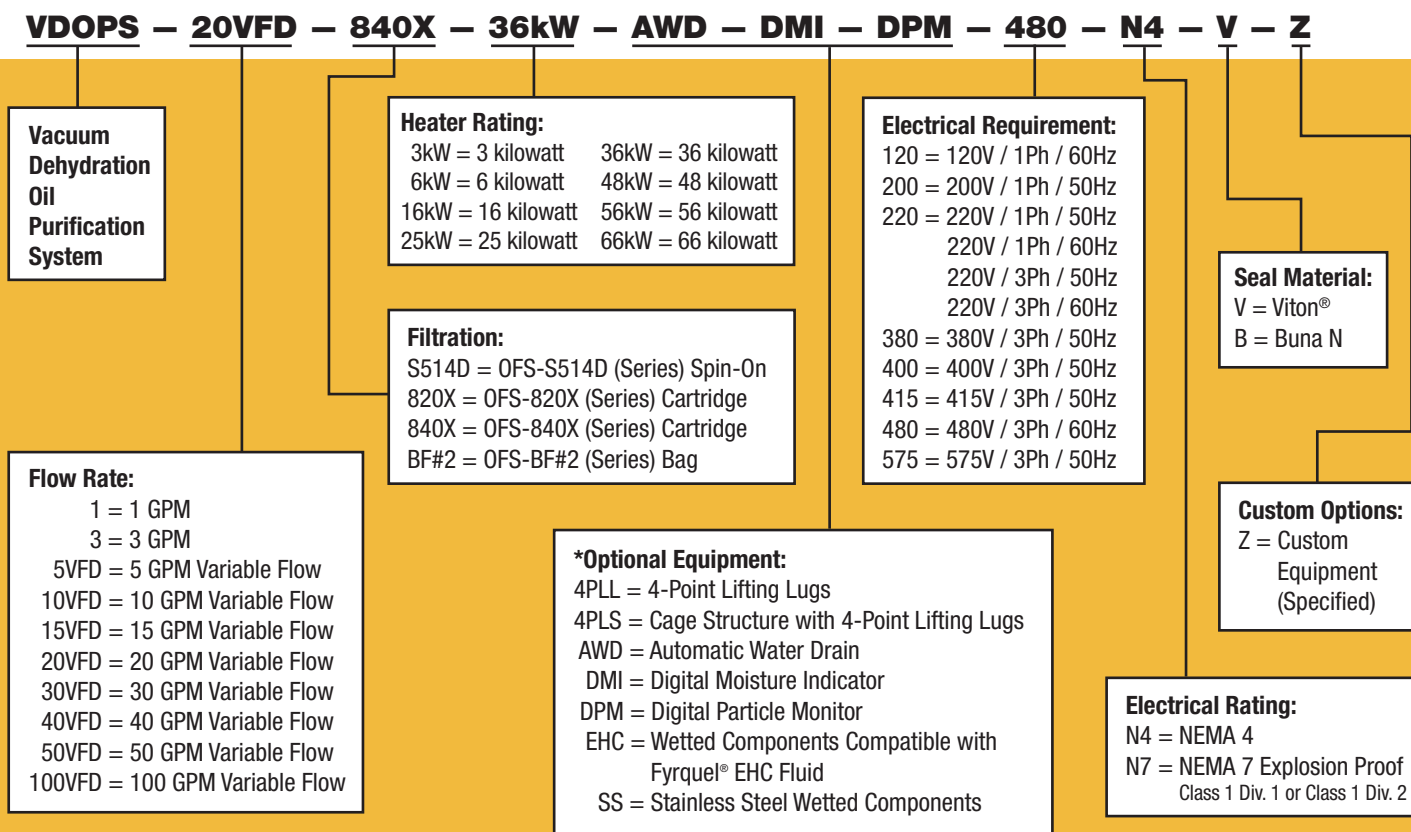 VDOPS — 20VFD — 840X — 36kW — AWD — DMI — DPM — 480 — N4 — V — Z
Vacuum
Dehydration
Oil
Purification
System
Heater Rating:
3kW = 3 kilowatt 36kW = 36 kilowatt
6kW = 6 kilowatt 48kW = 48 kilowatt
16kW = 16 kilowatt 56kW = 56 kilowatt
25kW = 25 kilowatt 66kW = 66 kilowatt
Electrical Requirement:
120 = 120V / 1Ph / 60Hz
200 = 200V / 1Ph / 50Hz
220 = 220V / 1Ph / 50Hz
220V / 1Ph / 60Hz
220V / 3Ph / 50Hz
220V / 3Ph / 60Hz
380 = 380V / 3Ph / 50Hz
400 = 400V / 3Ph / 50Hz
415 = 415V / 3Ph / 50Hz
480 = 480V / 3Ph / 60Hz
575 = 575V / 3Ph / 50Hz
Seal Material:
V = Viton®
B = Buna N
Filtration:
S514D = OFS-S514D (Series) Spin-On
820X = OFS-820X (Series) Cartridge
840X = OFS-840X (Series) Cartridge
BF#2 = OFS-BF#2 (Series) Bag
Flow Rate:
1 = 1 GPM
3 = 3 GPM
5VFD = 5 GPM Variable Flow
10VFD = 10 GPM Variable Flow
15VFD = 15 GPM Variable Flow
20VFD = 20 GPM Variable Flow
30VFD = 30 GPM Variable Flow
40VFD = 40 GPM Variable Flow
50VFD = 50 GPM Variable Flow
100VFD = 100 GPM Variable Flow
*Optional Equipment:
4PLL = 4-Point Lifting Lugs
4PLS = Cage Structure with 4-Point Lifting Lugs
AWD = Automatic Water Drain
DMI = Digital Moisture Indicator
DPM = Digital Particle Monitor
EHC = Wetted Components Compatible with
Fyrquel® EHC Fluid
SS = Stainless Steel Wetted Components
Custom Options:
Z = Custom
Equipment
(Specified)
Electrical Rating:
N4 = NEMA 4
N7 = NEMA 7 Explosion Proof
Class 1 Div. 1 or Class 1 Div. 2